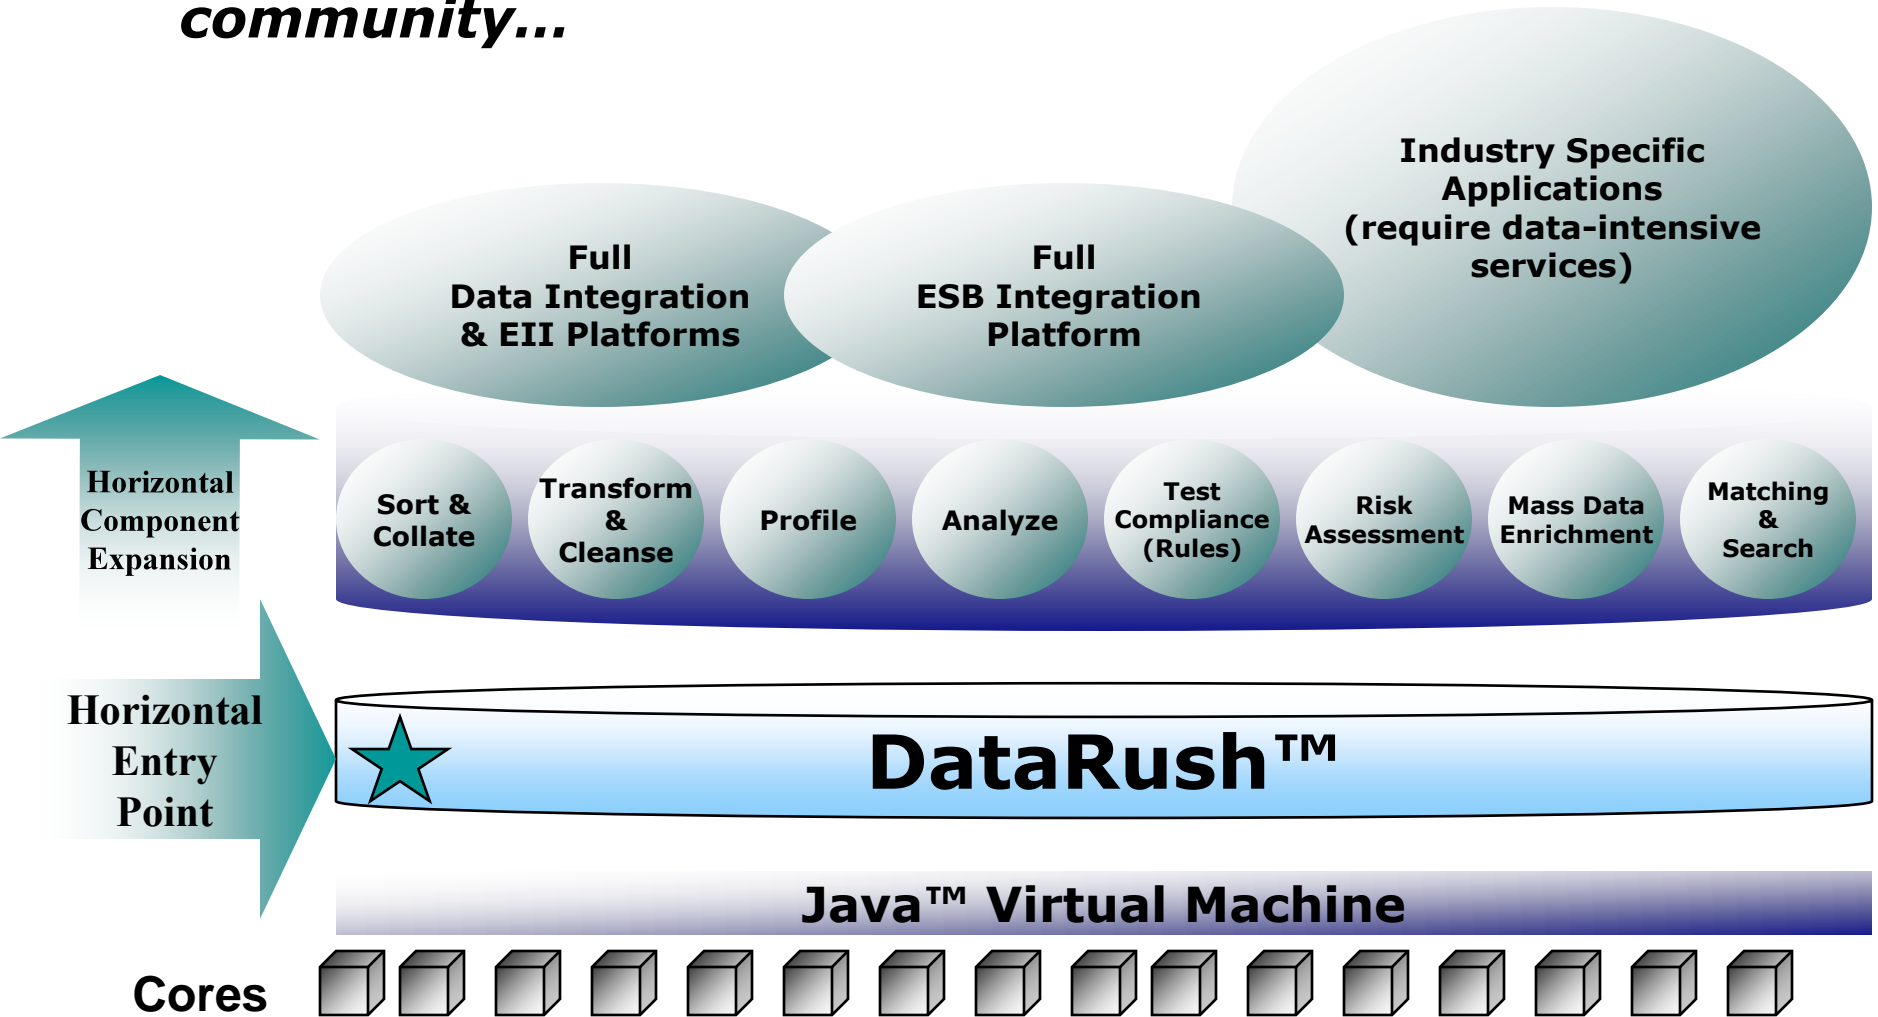 community...
Industry Specific
Applications
(require data-intensive
services)
Full
Data Integration
& EII Platforms
Full
ESB Integration
Platform
Horizontal
Component
Expansion
Sort &
Collate
Transform
&
Cleanse
Profile
Analyze
Test
Compliance
(Rules)
Risk
Assessment
Mass Data
Enrichment
Matching
&
Search
Horizontal
Entry
Point
DataRush™
Java™ Virtual Machine
Cores